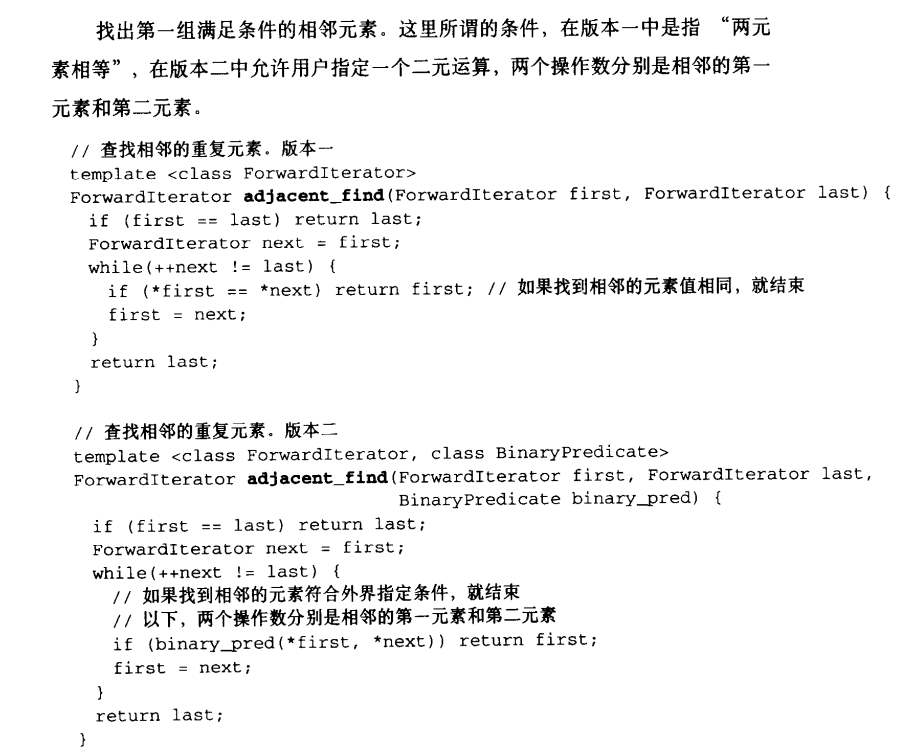 找出第一组满足条件的相邻元素。这里所谓的条件，在版本一中是指 “两元
素相等”，在版本二中允许用户指定一个二元运算，两个操作数分别是相邻的第一
元素和第二元素。
// 查找相邻的重复元素。版本一
template <class ForwardIterator>
ForwardIterator adjacent_find(ForwardIterator first, ForwardIterator last) {
  if (first == last) return last;
  ForwardIterator next = first;
  while(++next != last) {
    if (*first == *next) return first; // 如果找到相邻的元素值相同，就结束
    first = next;
  }
  return last;
}
// 查找相邻的重复元素。版本二
template <class ForwardIterator, class BinaryPredicate>
ForwardIterator adjacent_find(ForwardIterator first, ForwardIterator last,
                              BinaryPredicate binary_pred) {
  if (first == last) return last;
  ForwardIterator next = first;
  while(++next != last) {
    // 如果找到相邻的元素符合外界指定条件，就结束
    // 以下，两个操作数分别是相邻的第一元素和第二元素
    if (binary_pred(*first, *next)) return first;
    first = next;
  }
  return last;
}